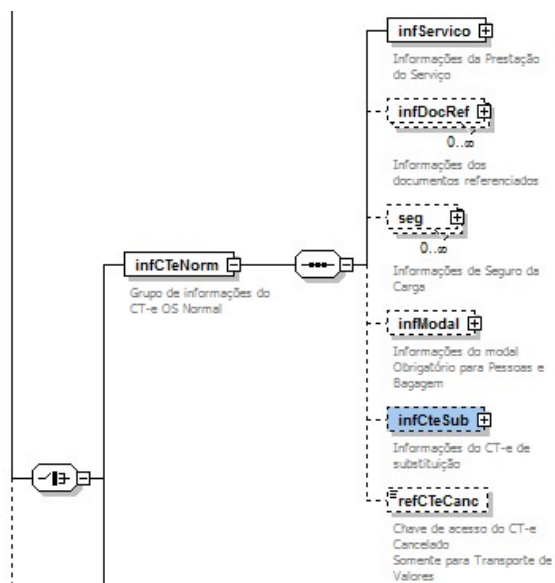 infServico
Informações da Prestação
do Serviço
infDocRef
0..∞
Informações dos
documentos referenciados
seg
0..∞
Informações de Seguro da
Carga
infCTeNorm
Grupo de informações do
CT-e OS Normal
infModal
Informações do modal
Obrigatório para Pessoas e
Bagagem
infCteSub
Informações do CT-e de
substituição
refCTeCanc
Chave de acesso do CT-e
Cancelado
Somente para Transporte de
Valores